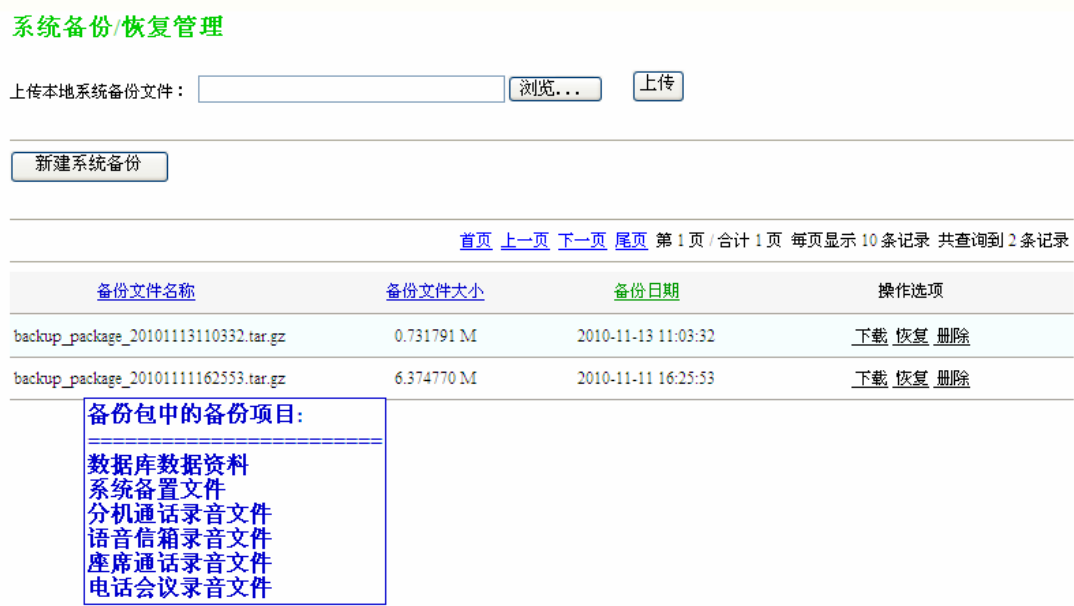 系统备份/恢复管理
上传本地系统备份文件： 浏览... 上传
新建系统备份
首页 上一页 下一页 尾页 第 1 页 / 合计 1 页 每页显示 10 条记录 共查询到 2 条记录
备份文件名称 备份文件大小 备份日期 操作选项
backup_package_20101113110332.tar.gz 0.731791 M 2010-11-13 11:03:32 下载 恢复 删除
backup_package_20101111162553.tar.gz 6.374770 M 2010-11-11 16:25:53 下载 恢复 删除
备份包中的备份项目:
========================
数据库数据资料
系统备置文件
分机通话录音文件
语音信箱录音文件
座席通话录音文件
电话会议录音文件